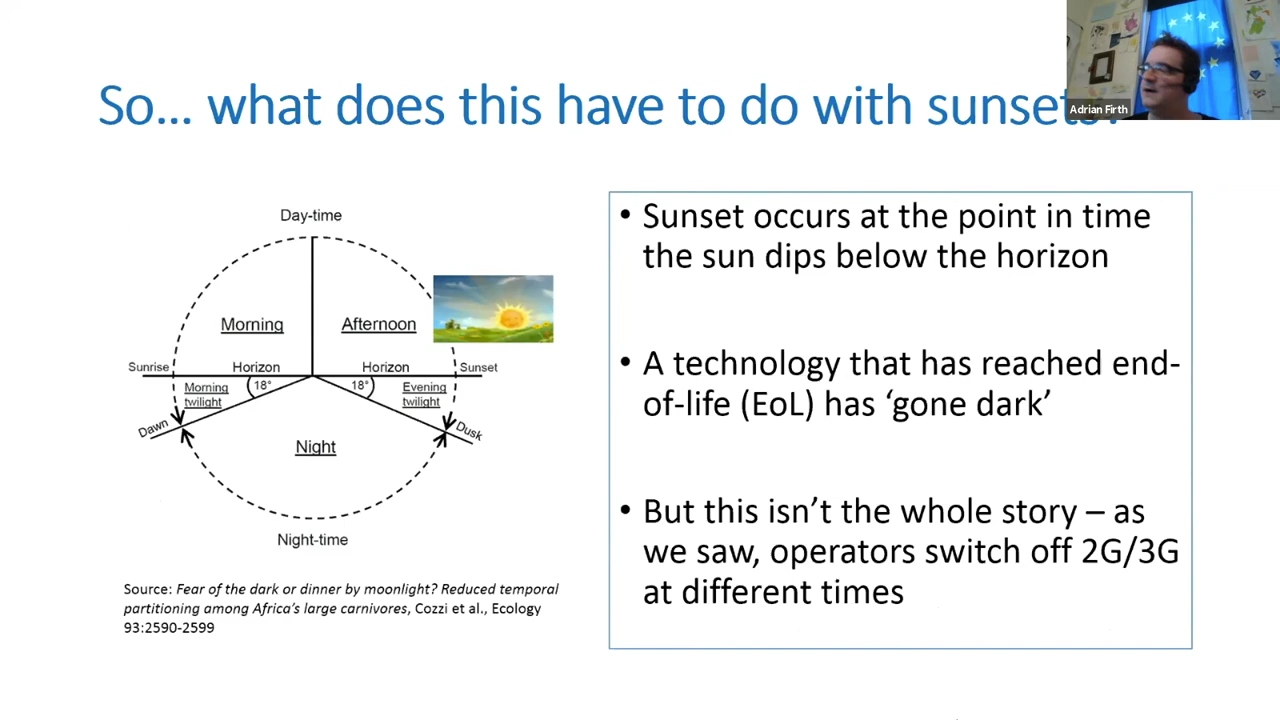 So... what does this have to do with sunsets?
Adrian Firth
Day-time
Morning
Afternoon
Sunrise
Horizon
Horizon
Sunset
Morning
twilight
18°
18°
Evening
twilight
Dawn
Dusk
Night
Night-time
Source: Fear of the dark or dinner by moonlight? Reduced temporal
partitioning among Africa's large carnivores, Cozzi et al., Ecology
93:2590-2599
• Sunset occurs at the point in time
the sun dips below the horizon
• A technology that has reached end-
of-life (EoL) has ‘gone dark’
• But this isn’t the whole story – as
we saw, operators switch off 2G/3G
at different times